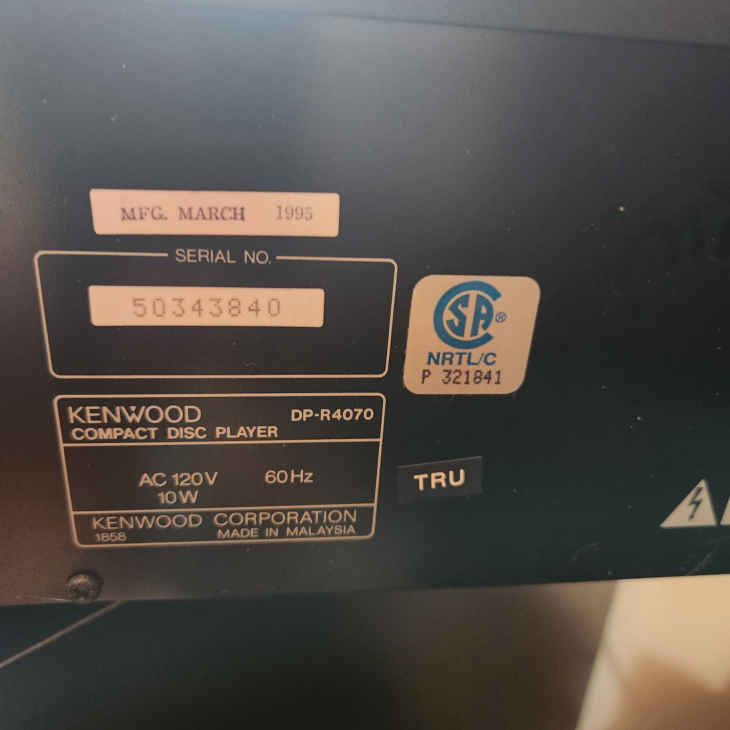 MFG. MARCH 1995
SERIAL NO.
50343840
SA®
NRTL/C
P 321841
KENWOOD DP-R4070
COMPACT DISC PLAYER
AC 120V 60Hz
10W
KENWOOD CORPORATION
1858 MADE IN MALAYSIA
TRU